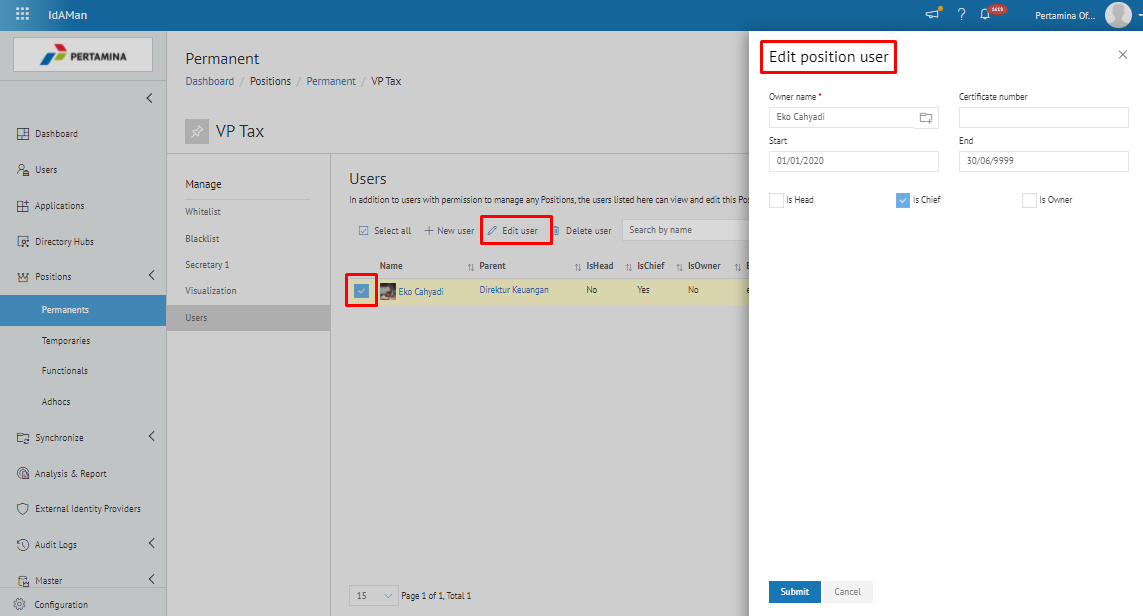 IdAMan
Pertamina Of...
PERTAMINA
Dashboard
Users
Applications
Directory Hubs
Positions
Permanents
Temporaries
Functionals
Adhocs
Synchronize
Analysis & Report
External Identity Providers
Audit Logs
Master
Configuration
Permanent
Dashboard / Positions / Permanent / VP Tax
VP Tax
Manage
Whitelist
Blacklist
Secretary 1
Visualization
Users
Users
In addition to users with permission to manage any Positions, the users listed here can view and edit this Pos
Select all
New user
Edit user
Delete user
Search by name
Name Parent IsHead IsChief IsOwner
Eko Cahyadi Direktur Keuangan No Yes No
15 Page 1 of 1, Total 1
Edit position user
Owner name * Certificate number
Eko Cahyadi
Start End
01/01/2020 30/06/9999
Is Head Is Chief Is Owner
Submit Cancel